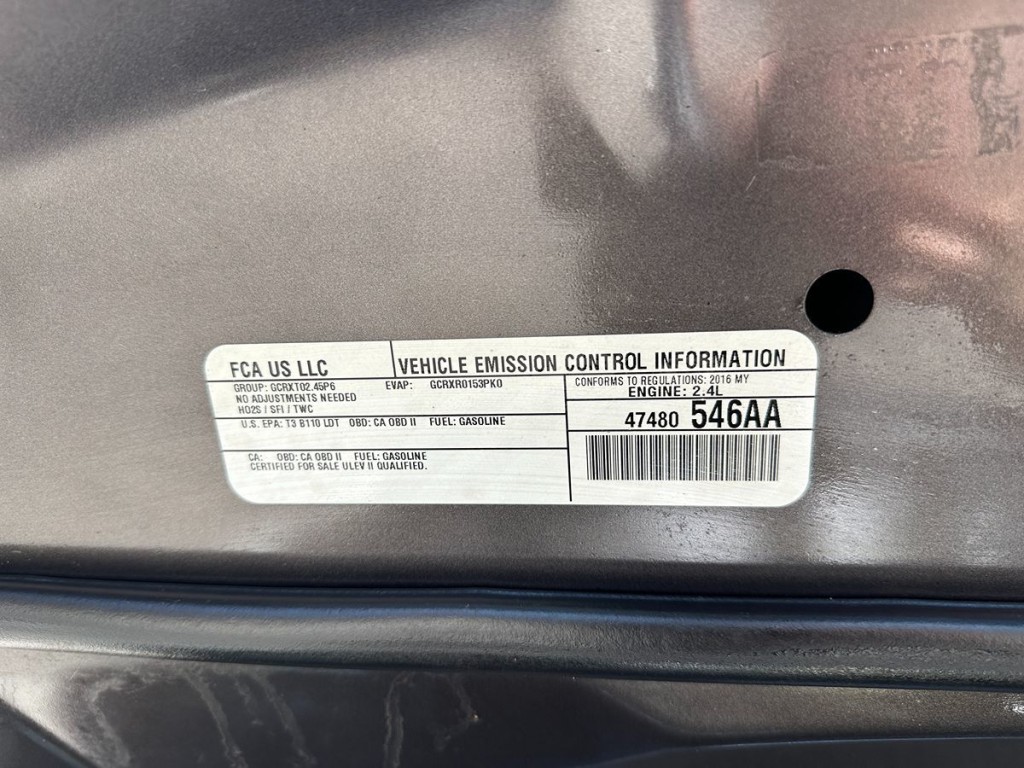 FCA US LLC
VEHICLE EMISSION CONTROL INFORMATION
GROUP: GCRXT02.45P6 EVAP: GCRXR0153PK0
NO ADJUSTMENTS NEEDED
HO2S / SFI / TWC
U.S. EPA: T3 B110 LDT OBD: CA OBD II FUEL: GASOLINE
CA: OBD: CA OBD II FUEL: GASOLINE
CERTIFIED FOR SALE ULEV II QUALIFIED.
CONFORMS TO REGULATIONS: 2016 MY
ENGINE: 2.4L
47480 546AA